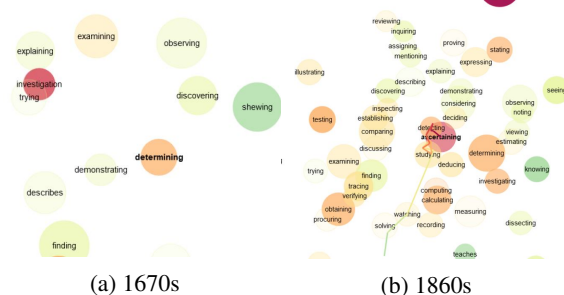 examining
observing
explaining
investigation
trying
discovering
shewing
determining
demonstrating
describes
finding
(a) 1670s
reviewing
inquiring
proving
assigning
stating
mentioning
expressing
explaining
illustrating
describing
seeing
discovering
demonstrating
inspecting
considering
observing
noting
testing
establishing
deciding
detecting
comparing
ascertaining
viewing
estimating
discussing
studying
determining
examining
deducing
trying
finding
knowing
tracing
computing
investigating
verifying
calculating
obtaining
measuring
procuring
watching
solving
recording
dissecting
teaches
(b) 1860s